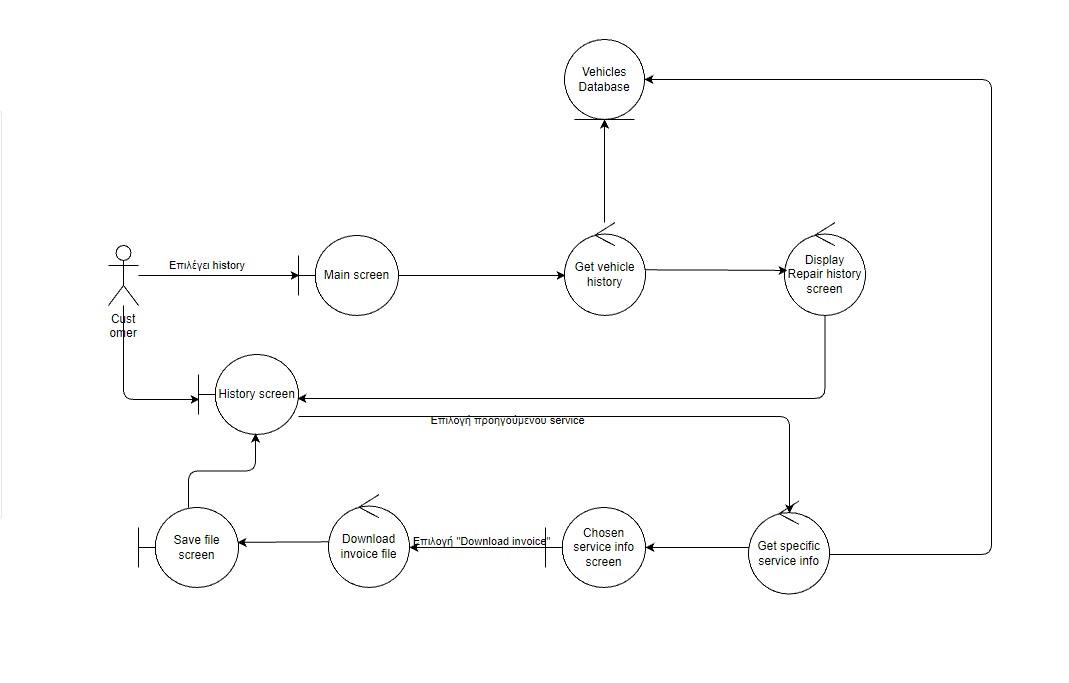 Vehicles
Database
Επιλέγει history
Main screen
Get vehicle
history
Display
Repair history
screen
Cust
omer
History screen
Επιλογή προηγούμενου service
Save file
screen
Download
invoice file
Επιλογή "Download invoice"
Chosen
service info
screen
Get specific
service info